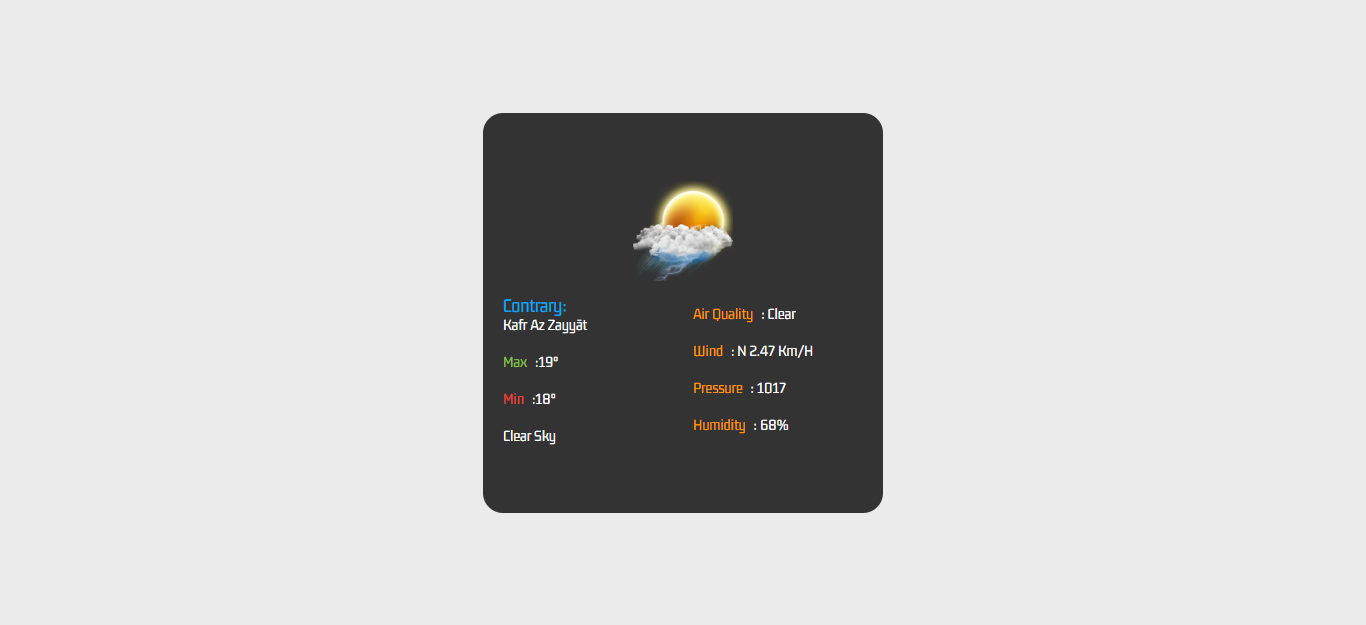 Contrary:
Kafr Az Zayyāt
Max :19°
Min :18°
Clear Sky
Air Quality : Clear
Wind : N 2.47 Km/H
Pressure : 1017
Humidity : 68%